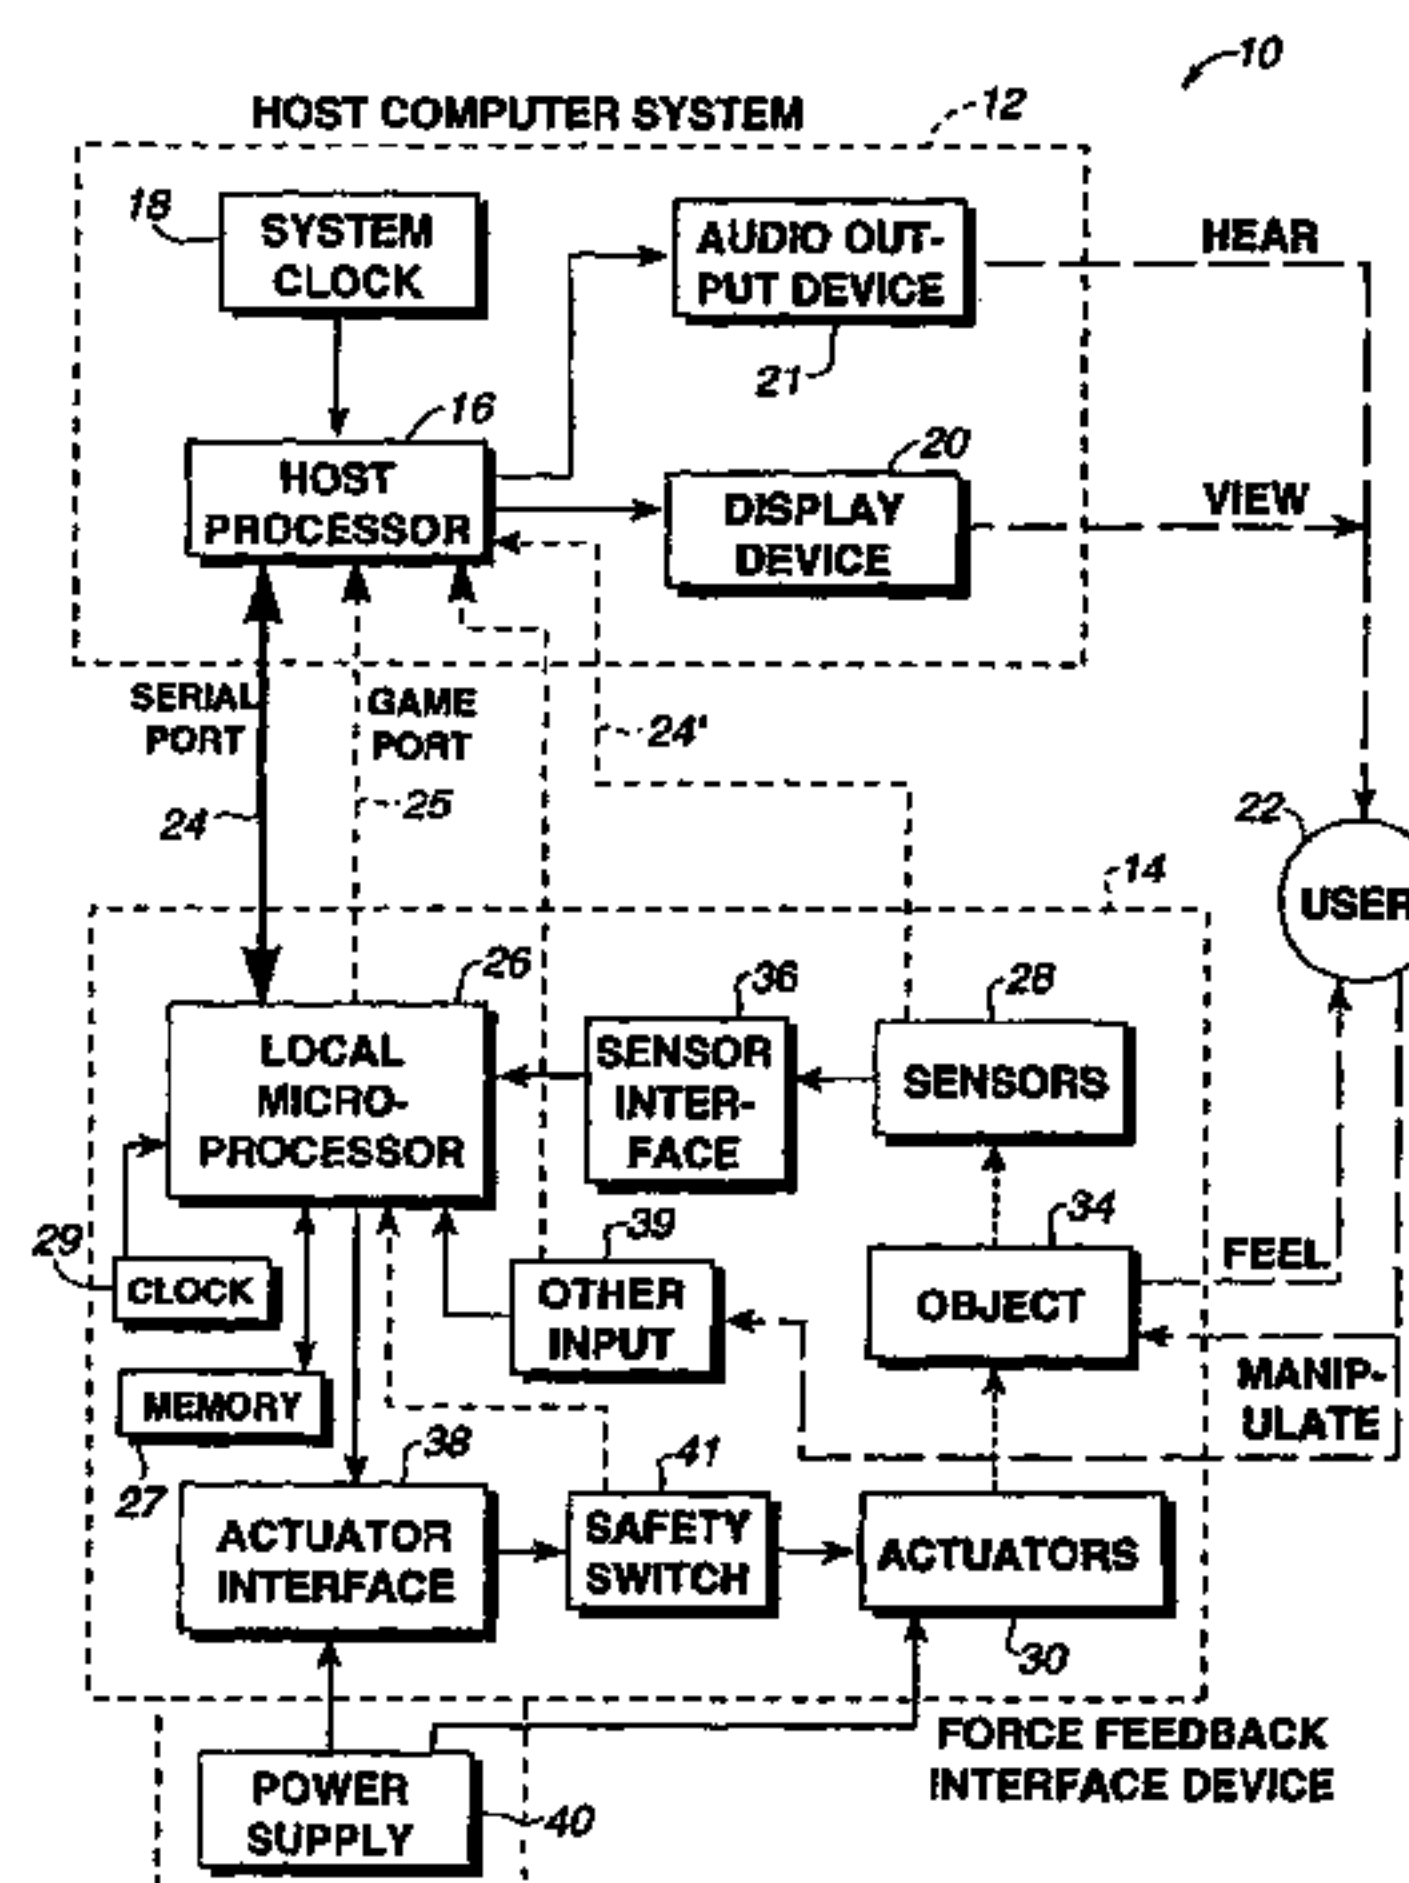 10
HOST COMPUTER SYSTEM
12
18
SYSTEM
CLOCK
AUDIO OUT-
PUT DEVICE
21
HEAR
16
HOST
PROCESSOR
20
DISPLAY
DEVICE
VIEW
SERIAL
PORT
GAME
PORT
24'
24
25
22
USER
14
26
LOCAL
MICRO-
PROCESSOR
36
SENSOR
INTER-
FACE
28
SENSORS
29
CLOCK
39
OTHER
INPUT
34
OBJECT
FEEL
MANIP-
ULATE
MEMORY
27
38
ACTUATOR
INTERFACE
41
SAFETY
SWITCH
ACTUATORS
30
FORCE FEEDBACK
INTERFACE DEVICE
POWER
SUPPLY
40